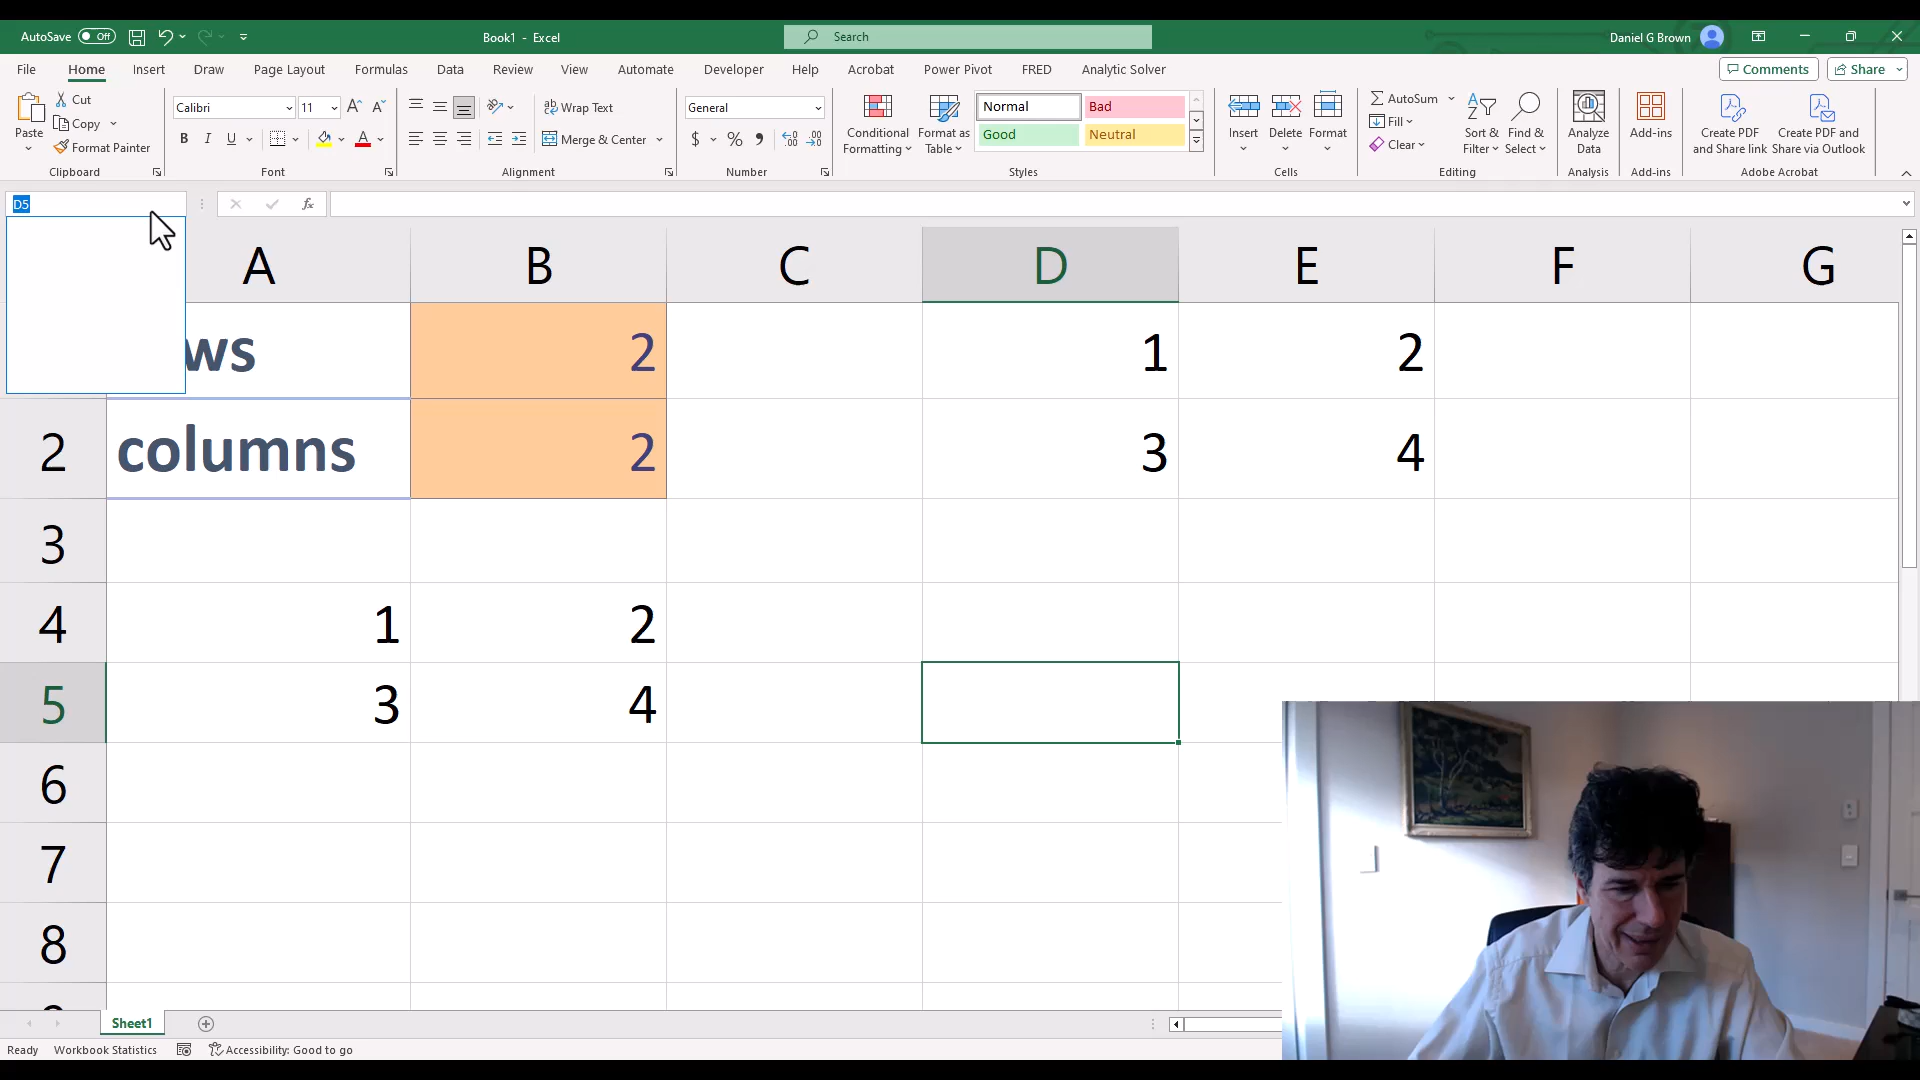 AutoSave Off Book1 - Excel Search Daniel G Brown
File Home Insert Draw Page Layout Formulas Data Review View Automate Developer Help Acrobat Power Pivot FRED Analytic Solver Comments Share
Paste
Cut
Copy
Format Painter
Clipboard
Calibri 11
B I U A
Font
ab Wrap Text
Merge & Center
Alignment
General
$ % 9 .00
Number
Conditional Formatting
Format as Table
Normal Bad
Good Neutral
Styles
Insert Delete Format
Cells
AutoSum
Fill
Clear
Sort & Filter
Find & Select
Editing
Analyze Data
Analysis
Add-ins
Add-ins
Create PDF and Share link
Create PDF and Share via Outlook
Adobe Acrobat
D5 fx
A B C D E F G
ws 2 1 2
2 columns 2 3 4
3
4 1 2
5 3 4
6
7
8
Sheet1
Ready Workbook Statistics Accessibility: Good to go